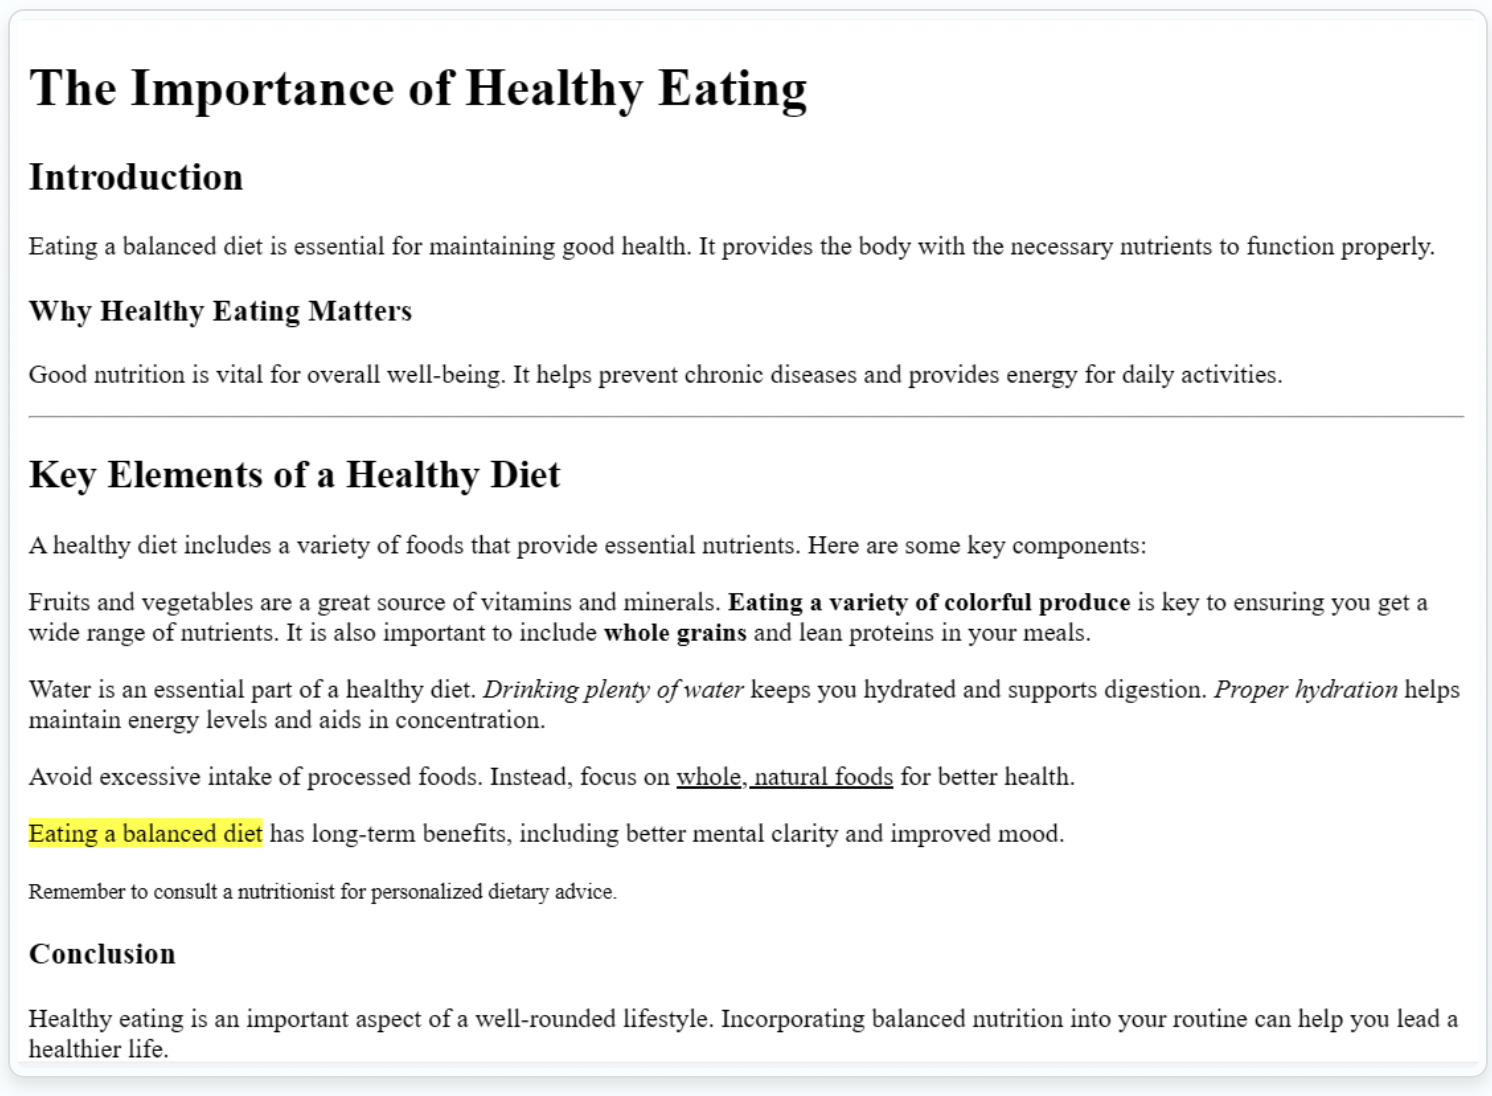 The Importance of Healthy Eating
Introduction
Eating a balanced diet is essential for maintaining good health. It provides the body with the necessary nutrients to function properly.
Why Healthy Eating Matters
Good nutrition is vital for overall well-being. It helps prevent chronic diseases and provides energy for daily activities.
Key Elements of a Healthy Diet
A healthy diet includes a variety of foods that provide essential nutrients. Here are some key components:
Fruits and vegetables are a great source of vitamins and minerals. Eating a variety of colorful produce is key to ensuring you get a
wide range of nutrients. It is also important to include whole grains and lean proteins in your meals.
Water is an essential part of a healthy diet. Drinking plenty of water keeps you hydrated and supports digestion. Proper hydration helps
maintain energy levels and aids in concentration.
Avoid excessive intake of processed foods. Instead, focus on whole, natural foods for better health.
Eating a balanced diet has long-term benefits, including better mental clarity and improved mood.
Remember to consult a nutritionist for personalized dietary advice.
Conclusion
Healthy eating is an important aspect of a well-rounded lifestyle. Incorporating balanced nutrition into your routine can help you lead a
healthier life.